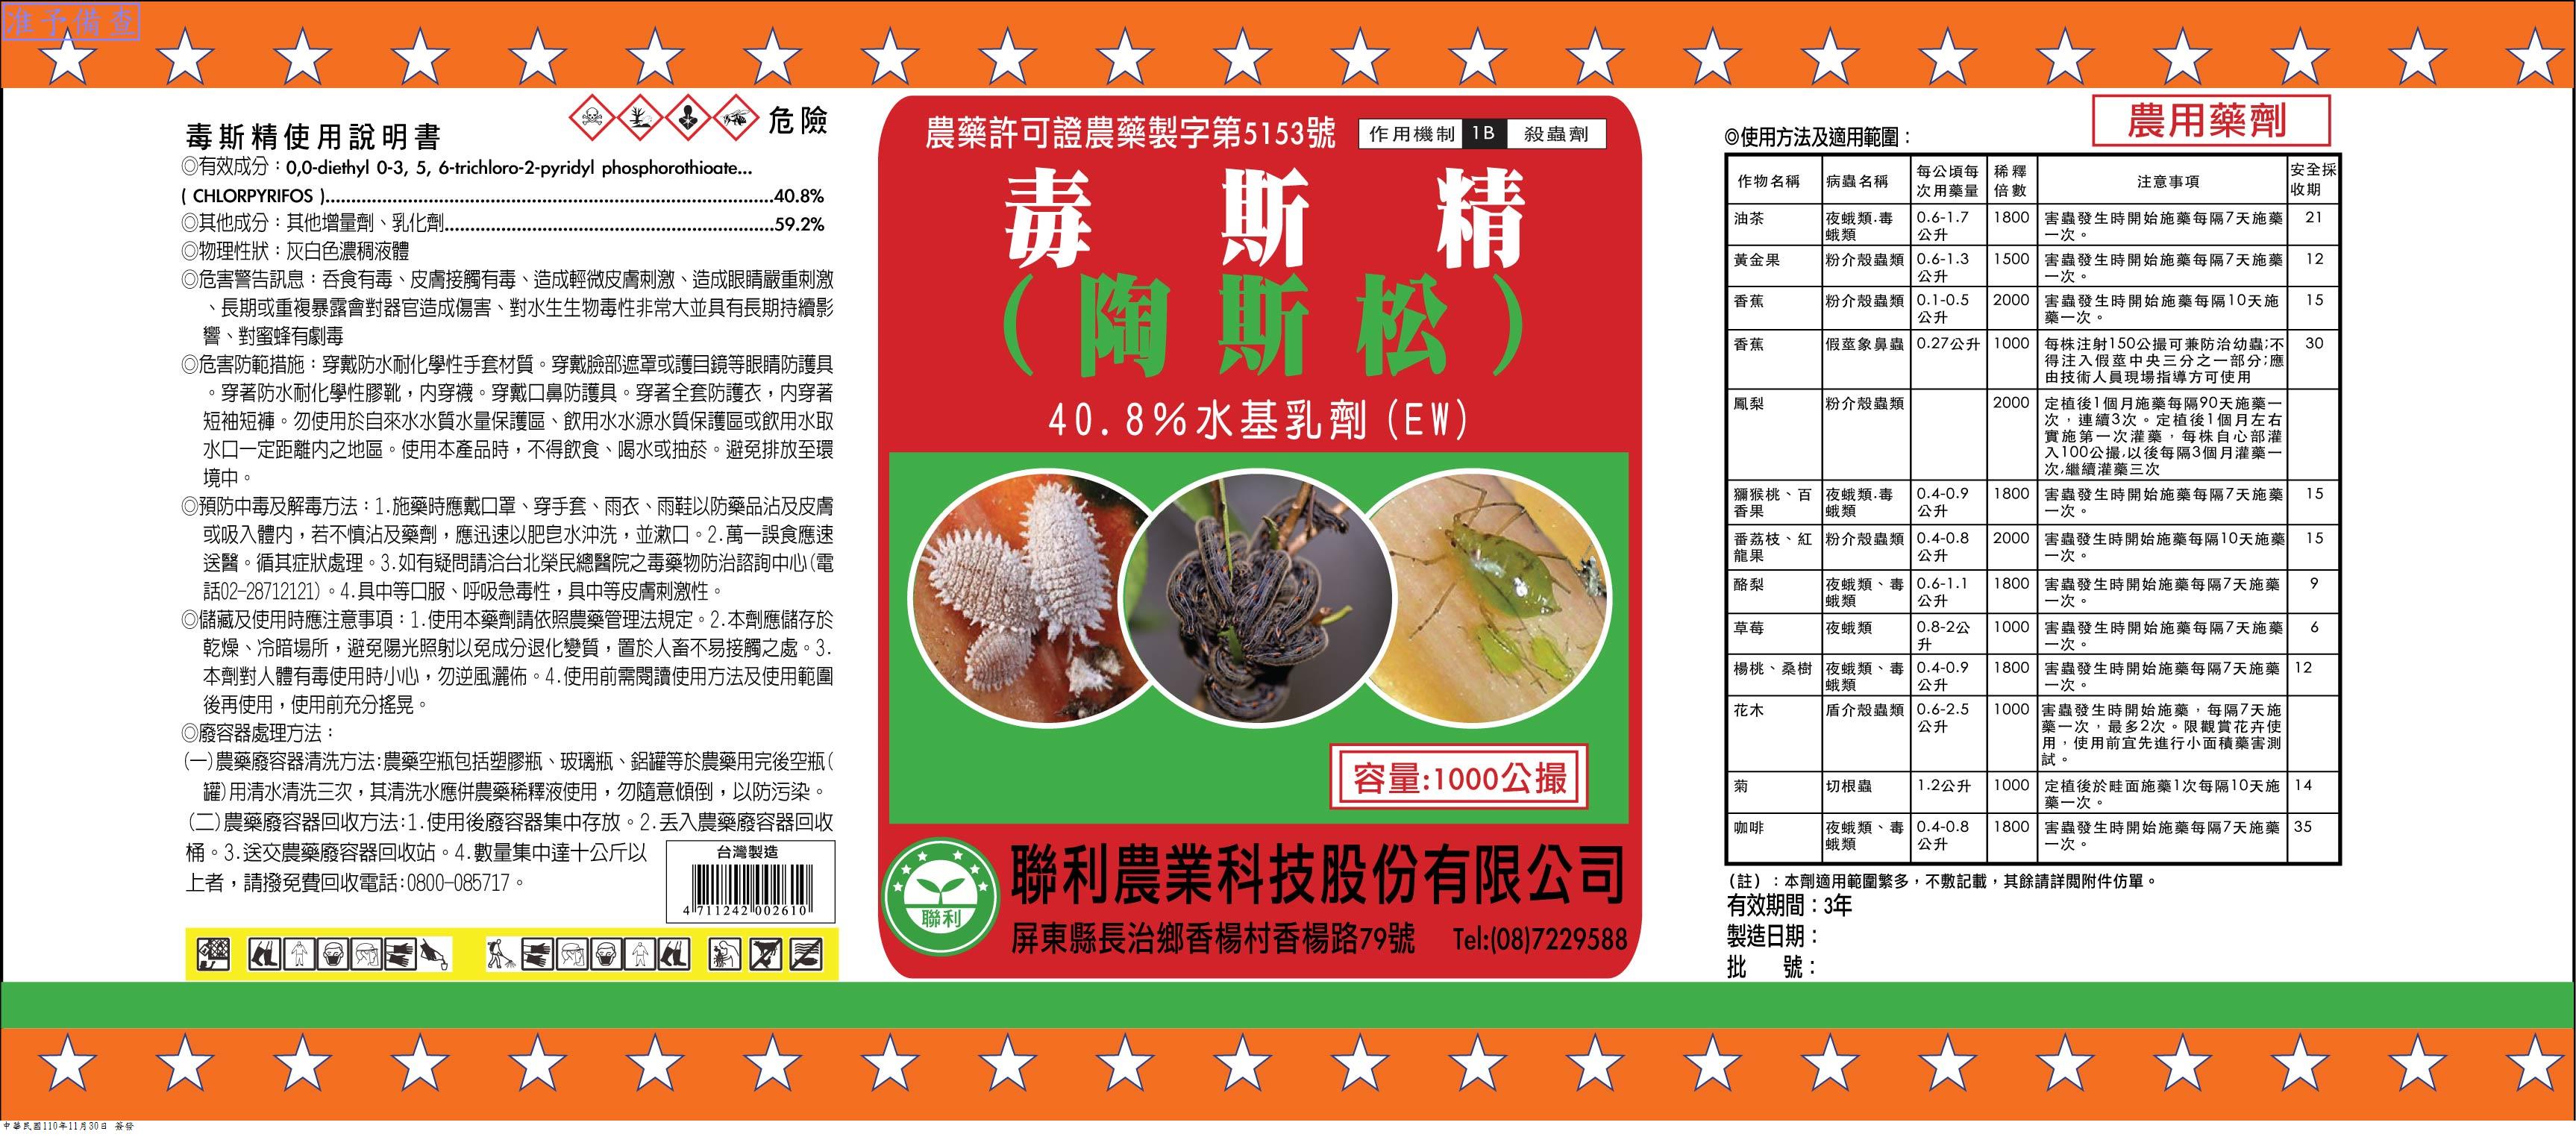 准予備查
毒斯精使用說明書
危險
◎有效成分：0,0-diethyl 0-3, 5, 6-trichloro-2-pyridyl phosphorothioate...
( CHLORPYRIFOS )...40.8%
◎其他成分：其他增量劑、乳化劑...59.2%
◎物理性狀：灰白色濃稠液體
◎危害警告訊息：吞食有毒、皮膚接觸有毒、造成輕微皮膚刺激、造成眼睛嚴重刺激
、長期或重複暴露會對器官造成傷害、對水生生物毒性非常大並具有長期持續影
響、對蜜蜂有劇毒
◎危害防範措施：穿戴防水耐化學性手套材質。穿戴臉部遮罩或護目鏡等眼睛防護具
。穿著防水耐化學性膠靴，內穿襪。穿戴口鼻防護具。穿著全套防護衣，內穿著
短袖短褲。勿使用於自來水水質水量保護區、飲用水水源水質保護區或飲用水取
水口一定距離內之地區。使用本產品時，不得飲食、喝水或抽菸。避免排放至環
境中。
◎預防中毒及解毒方法：1.施藥時應戴口罩、穿手套、雨衣、雨鞋以防藥品沾及皮膚
或吸入體內，若不慎沾及藥劑，應迅速以肥皂水沖洗，並漱口。2.萬一誤食應速
送醫。循其症狀處理。3.如有疑問請洽台北榮民總醫院之毒藥物防治諮詢中心(電
話02-28712121)。4.具中等口服、呼吸急毒性，具中等皮膚刺激性。
◎儲藏及使用時應注意事項：1.使用本藥劑請依照農藥管理法規定。2.本劑應儲存於
乾燥、冷暗場所，避免陽光照射以免成分退化變質，置於人畜不易接觸之處。3.
本劑對人體有毒使用時小心，勿逆風灑佈。4.使用前需閱讀使用方法及使用範圍
後再使用，使用前充分搖晃。
◎廢容器處理方法：
(一)農藥廢容器清洗方法:農藥空瓶包括塑膠瓶、玻璃瓶、鋁罐等於農藥用完後空瓶(
罐)用清水清洗三次，其清洗水應併農藥稀釋液使用，勿隨意傾倒，以防污染。
(二)農藥廢容器回收方法:1.使用後廢容器集中存放。2.丟入農藥廢容器回收
桶。3.送交農藥廢容器回收站。4.數量集中達十公斤以
上者，請撥免費回收電話:0800-085717。
台灣製造
4 711242 002610
農藥許可證農藥製字第5153號
作用機制 1B 殺蟲劑
毒斯精
(陶斯松)
40.8%水基乳劑(EW)
容量:1000公撮
聯利
聯利農業科技股份有限公司
屏東縣長治鄉香楊村香楊路79號 Tel:(08)7229588
農用藥劑
◎使用方法及適用範圍：
作物名稱 病蟲名稱 每公頃每次用藥量 稀釋倍數 注意事項 安全採收期
油茶 夜蛾類.毒蛾類 0.6-1.7公升 1800 害蟲發生時開始施藥每隔7天施藥一次。 21
黃金果 粉介殼蟲類 0.6-1.3公升 1500 害蟲發生時開始施藥每隔7天施藥一次。 12
香蕉 粉介殼蟲類 0.1-0.5公升 2000 害蟲發生時開始施藥每隔10天施藥一次。 15
香蕉 假莖象鼻蟲 0.27公升 1000 每株注射150公撮可兼防治幼蟲;不得注入假莖中央三分之一部分;應由技術人員現場指導方可使用 30
鳳梨 粉介殼蟲類 2000 定植後1個月施藥每隔90天施藥一次，連續3次。定植後1個月左右實施第一次灌藥，每株自心部灌入100公撮,以後每隔3個月灌藥一次,繼續灌藥三次
獼猴桃、百香果 夜蛾類.毒蛾類 0.4-0.9公升 1800 害蟲發生時開始施藥每隔7天施藥一次。 15
番荔枝、紅龍果 粉介殼蟲類 0.4-0.8公升 2000 害蟲發生時開始施藥每隔10天施藥一次。 15
酪梨 夜蛾類、毒蛾類 0.6-1.1公升 1800 害蟲發生時開始施藥每隔7天施藥一次。 9
草莓 夜蛾類 0.8-2公升 1000 害蟲發生時開始施藥每隔7天施藥一次。 6
楊桃、桑樹 夜蛾類、毒蛾類 0.4-0.9公升 1800 害蟲發生時開始施藥每隔7天施藥一次。 12
花木 盾介殼蟲類 0.6-2.5公升 1000 害蟲發生時開始施藥，每隔7天施藥一次，最多2次。限觀賞花卉使用，使用前宜先進行小面積藥害測試。
菊 切根蟲 1.2公升 1000 定植後於畦面施藥1次每隔10天施藥一次。 14
咖啡 夜蛾類、毒蛾類 0.4-0.8公升 1800 害蟲發生時開始施藥每隔7天施藥一次。 35
(註)：本劑適用範圍繁多，不敷記載，其餘請詳閱附件仿單。
有效期間：3年
製造日期：
批 號：
中華民國110年11月30日 簽發